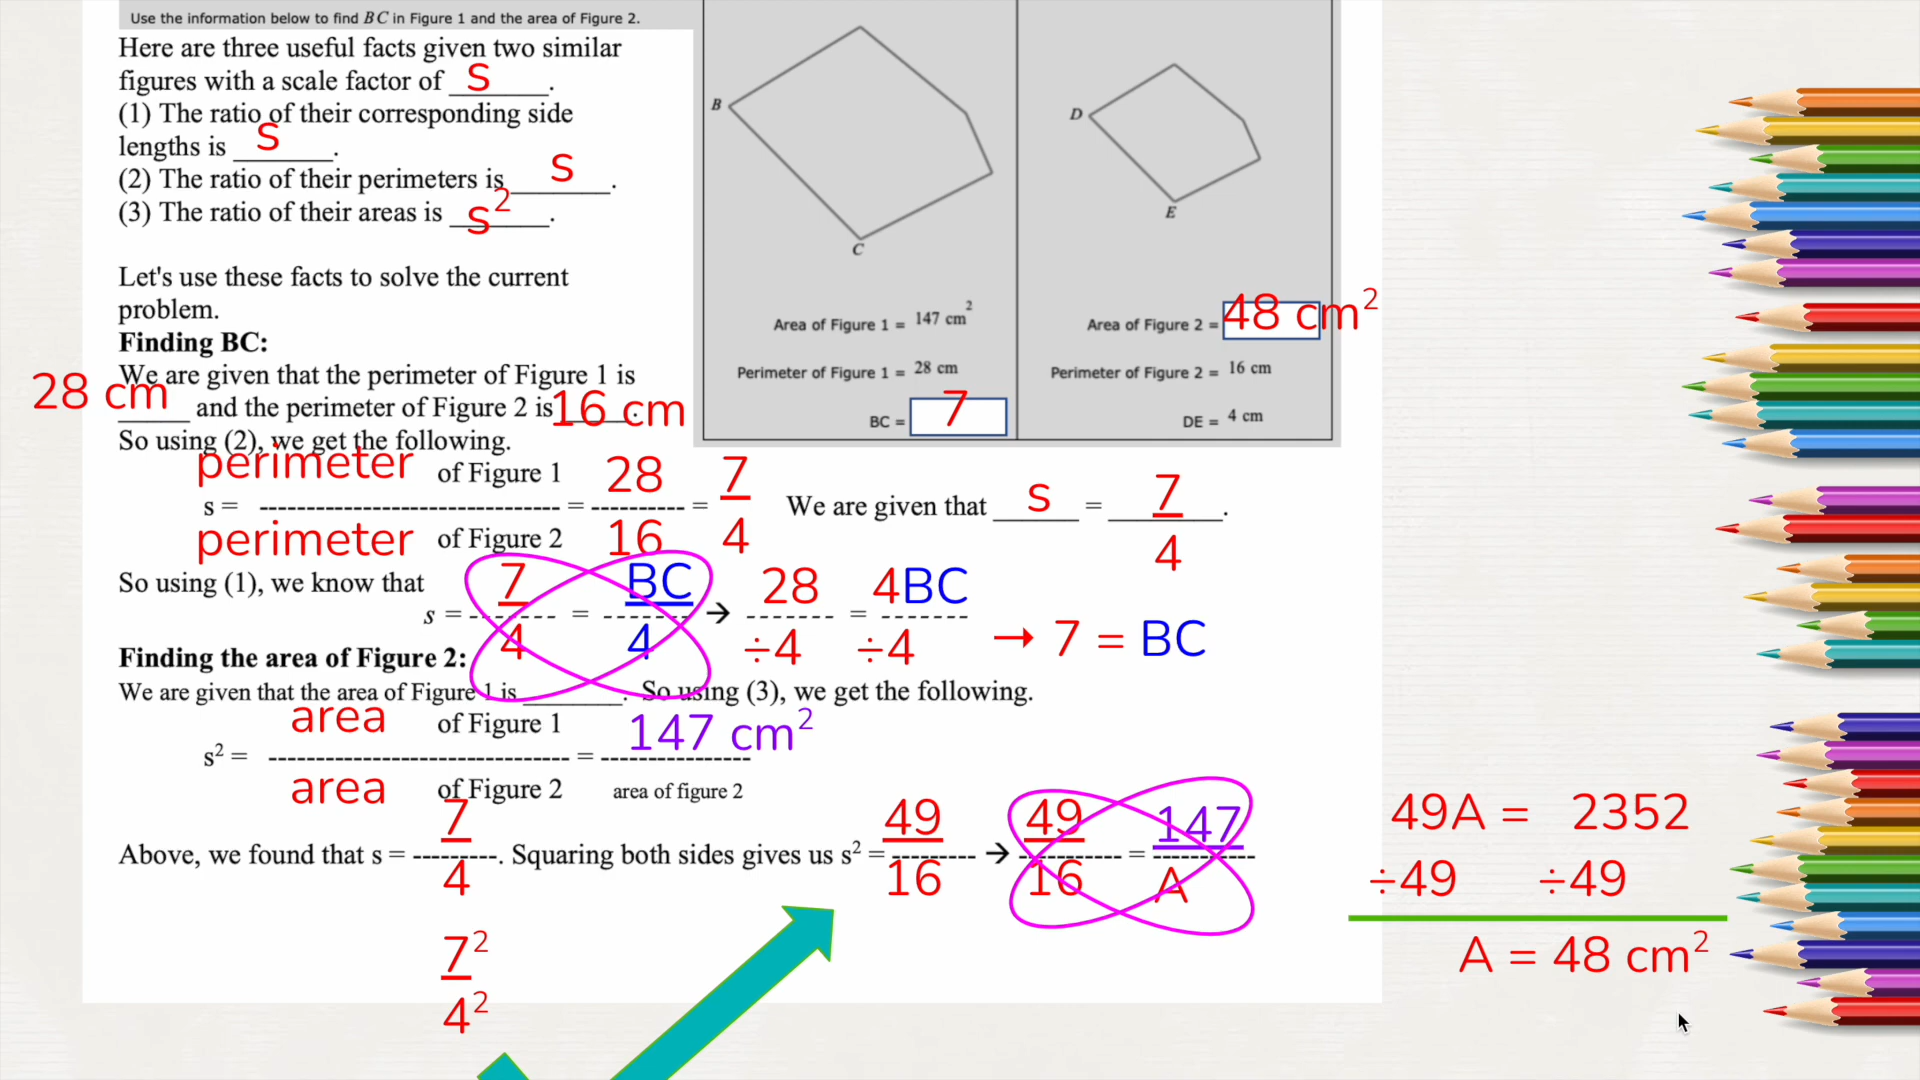 Use the information below to find BC in Figure 1 and the area of Figure 2.
Here are three useful facts given two similar
figures with a scale factor of s.
(1) The ratio of their corresponding side
lengths is s.
(2) The ratio of their perimeters is s.
(3) The ratio of their areas is s².
Let's use these facts to solve the current
problem.
Finding BC:
We are given that the perimeter of Figure 1 is
28 cm and the perimeter of Figure 2 is 16 cm.
So using (2), we get the following.
B
C
Area of Figure 1 = 147 cm²
Perimeter of Figure 1 = 28 cm
BC = 7
D
E
Area of Figure 2 = 48 cm²
Perimeter of Figure 2 = 16 cm
DE = 4 cm
perimeter of Figure 1 28 7
s = ------------------------------- = ---------- = We are given that s = 7
perimeter of Figure 2 16 4 4
So using (1), we know that
7 BC 28 4BC
s = -------- = -------- → -------- = --------
4 4 ÷4 ÷4 → 7 = BC
Finding the area of Figure 2:
We are given that the area of Figure 1 is _______. So using (3), we get the following.
area of Figure 1 147 cm²
s² = -------------------------------- = ----------------
area of Figure 2 area of figure 2
7 49 49 147
Above, we found that s = ---------. Squaring both sides gives us s² = --------- → ----------- = -----------
4 16 16 A
7²
4²
49A = 2352
÷49 ÷49
A = 48 cm²